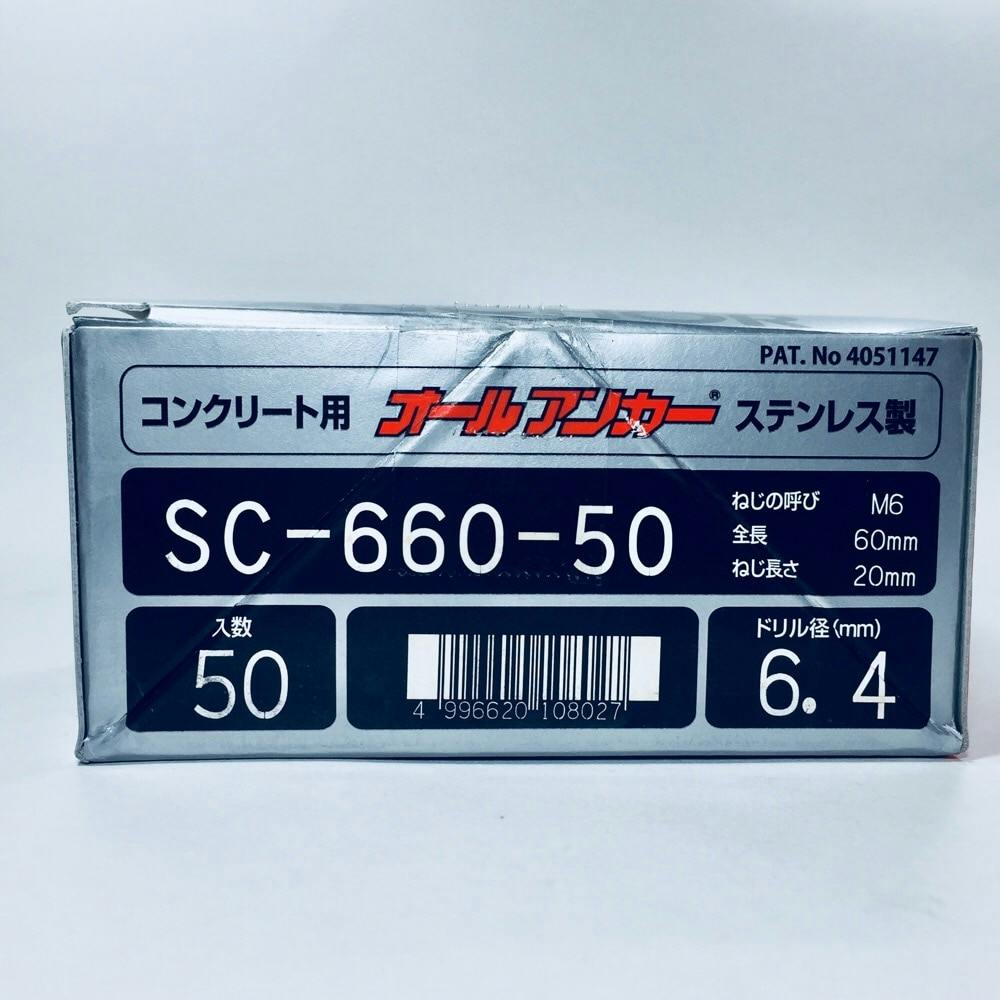 PAT. No 4051147
コンクリート用 オールアンカー® ステンレス製
SC-660-50
ねじの呼び M6
全長 60mm
ねじ長さ 20mm
入数
50
4 996620 108027
ドリル径(mm)
6.4